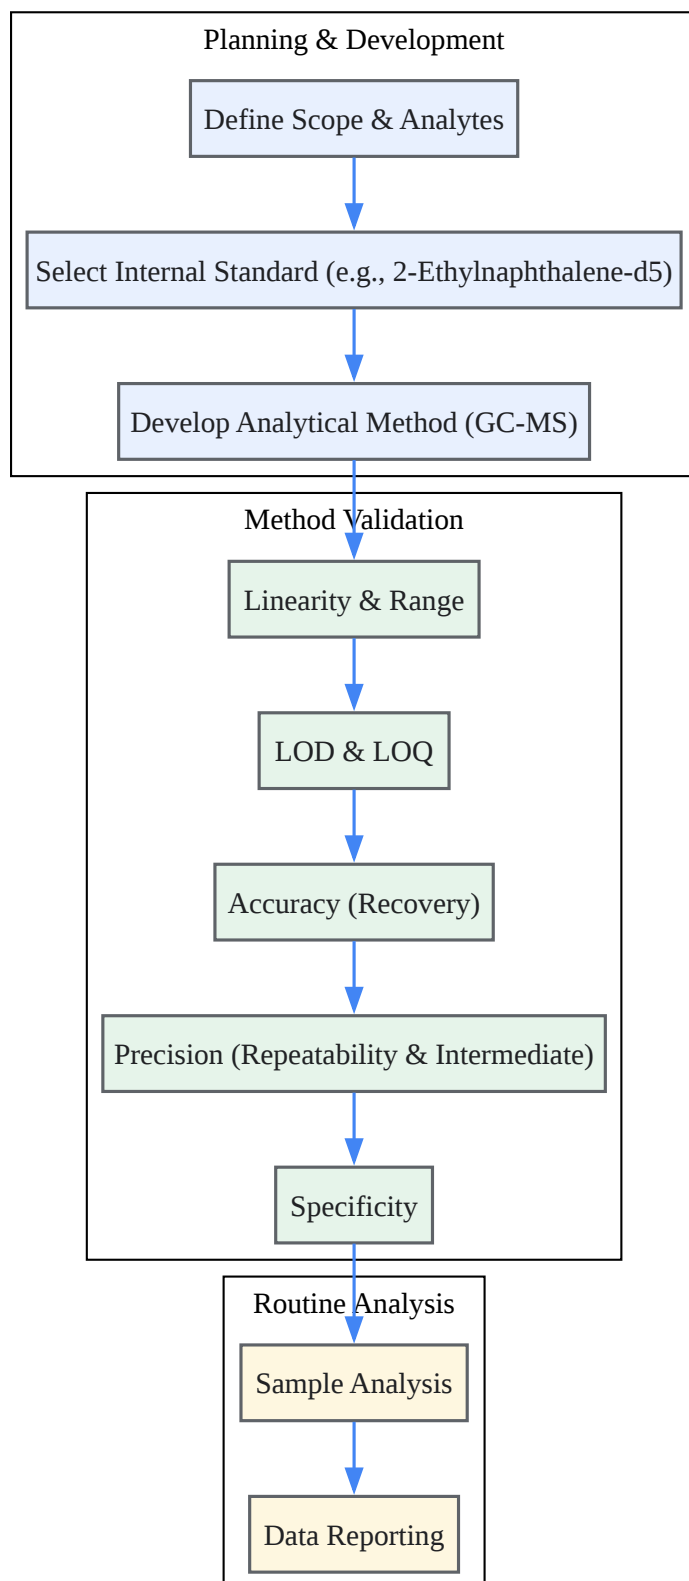 Planning & Development
Define Scope & Analytes
Select Internal Standard (e.g., 2-Ethylnaphthalene-d5)
Develop Analytical Method (GC-MS)
Method Validation
Linearity & Range
LOD & LOQ
Accuracy (Recovery)
Precision (Repeatability & Intermediate)
Specificity
Routine Analysis
Sample Analysis
Data Reporting